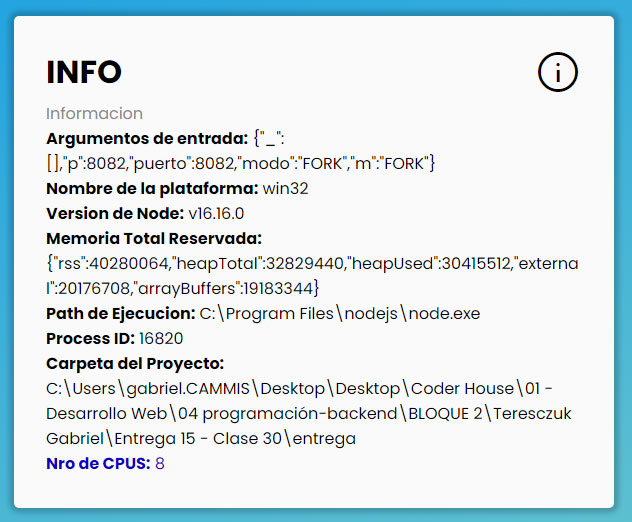 INFO
i
Informacion
Argumentos de entrada: {"_":
[],"p":8082,"puerto":8082,"modo":"FORK","m":"FORK"}
Nombre de la plataforma: win32
Version de Node: v16.16.0
Memoria Total Reservada:
{"rss":40280064,"heapTotal":32829440,"heapUsed":30415512,"externa
l":20176708,"arrayBuffers":19183344}
Path de Ejecucion: C:\Program Files\nodejs\node.exe
Process ID: 16820
Carpeta del Proyecto:
C:\Users\gabriel.CAMMIS\Desktop\Desktop\Coder House\01 -
Desarrollo Web\04 programación-backend\BLOQUE 2\Teresczuk
Gabriel\Entrega 15 - Clase 30\entrega
Nro de CPUS: 8